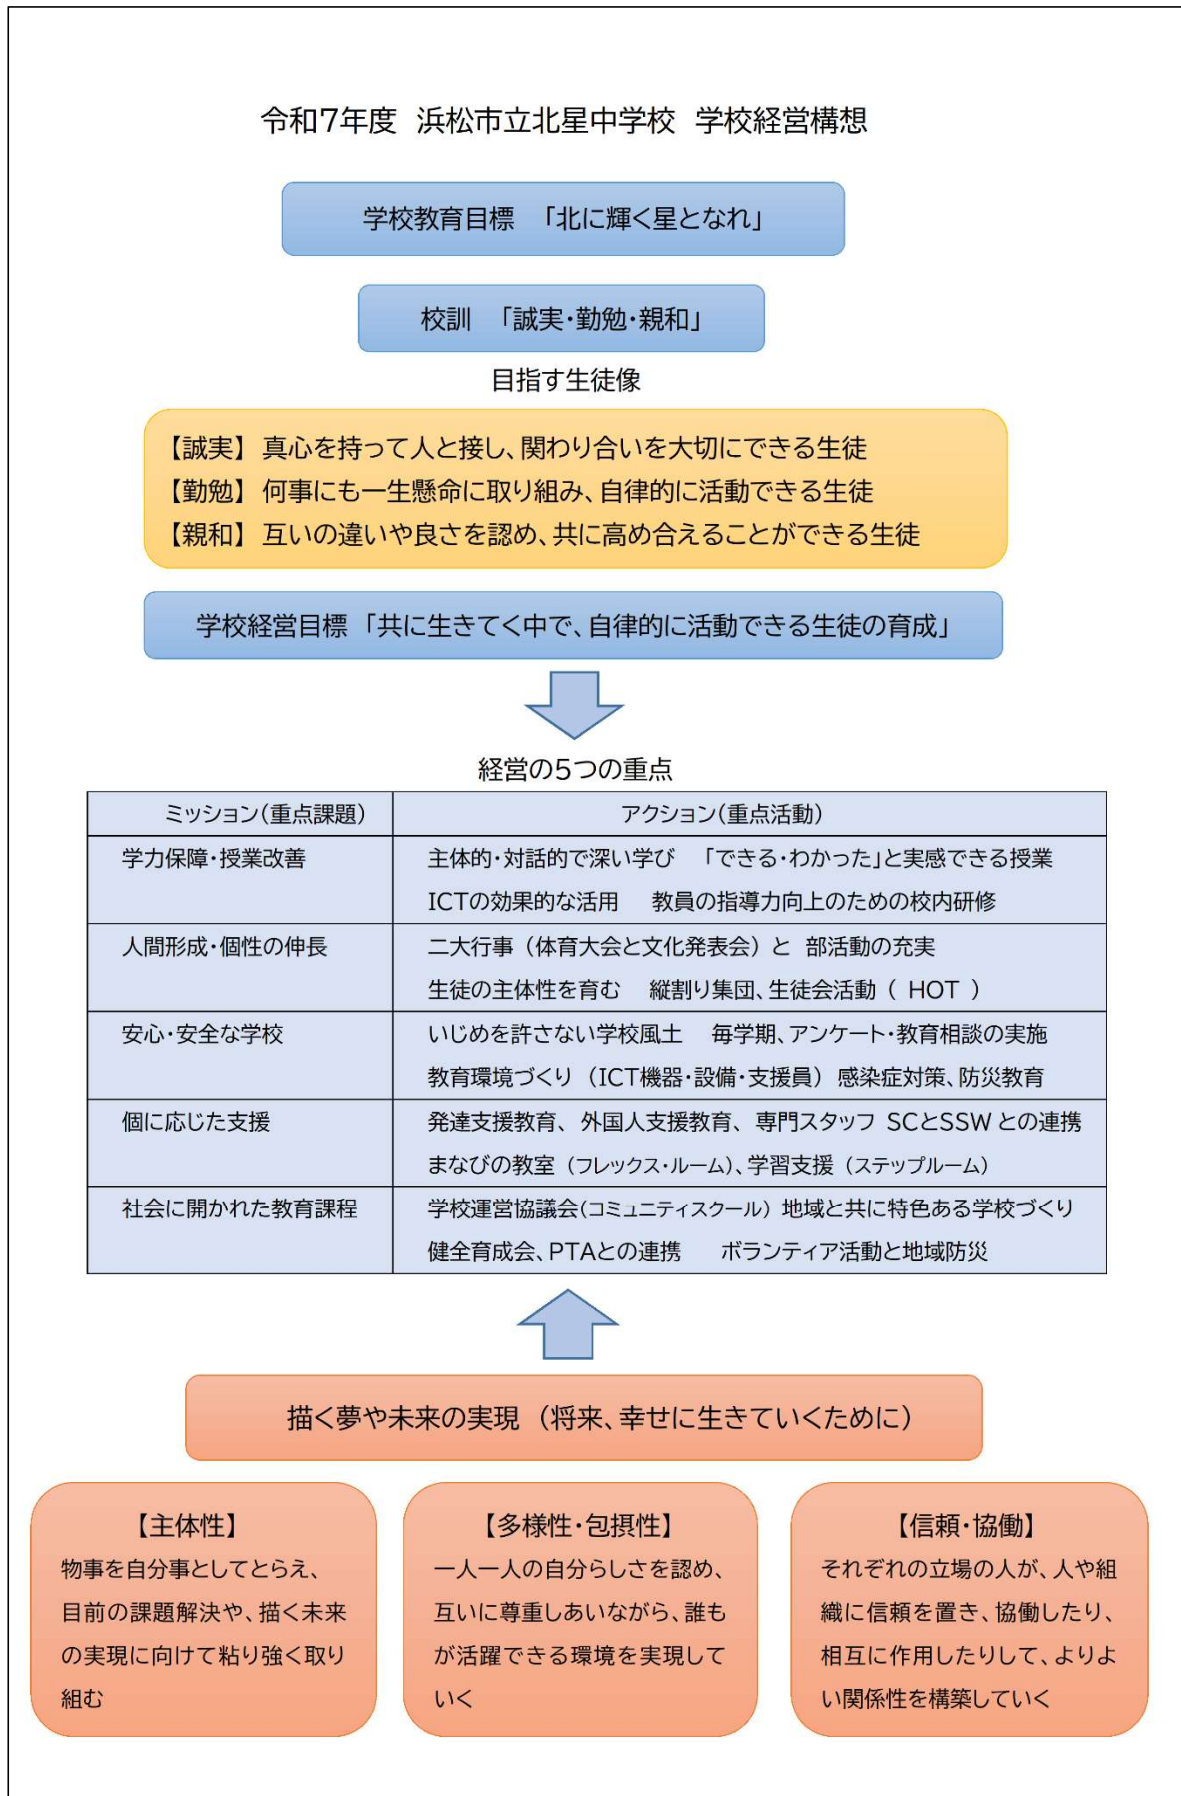 令和7年度 浜松市立北星中学校 学校経営構想
学校教育目標 「北に輝く星となれ」
校訓 「誠実・勤勉・親和」
目指す生徒像
【誠実】 真心を持って人と接し、関わり合いを大切にできる生徒
【勤勉】 何事にも一生懸命に取り組み、自律的に活動できる生徒
【親和】 互いの違いや良さを認め、共に高め合えることができる生徒
学校経営目標 「共に生きてく中で、自律的に活動できる生徒の育成」
経営の5つの重点
ミッション(重点課題) アクション(重点活動)
学力保障・授業改善 主体的・対話的で深い学び 「できる・わかった」と実感できる授業
ICTの効果的な活用 教員の指導力向上のための校内研修
人間形成・個性の伸長 二大行事（体育大会と文化発表会）と 部活動の充実
生徒の主体性を育む 縦割り集団、生徒会活動（ HOT ）
安心・安全な学校 いじめを許さない学校風土 毎学期、アンケート・教育相談の実施
教育環境づくり （ICT機器・設備・支援員）感染症対策、防災教育
個に応じた支援 発達支援教育、外国人支援教育、専門スタッフ SCとSSWとの連携
まなびの教室（フレックス・ルーム）、学習支援（ステップルーム）
社会に開かれた教育課程 学校運営協議会(コミュニティスクール) 地域と共に特色ある学校づくり
健全育成会、PTAとの連携 ボランティア活動と地域防災
描く夢や未来の実現 （将来、幸せに生きていくために）
【主体性】
物事を自分事としてとらえ、
目前の課題解決や、描く未来
の実現に向けて粘り強く取り
組む
【多様性・包摂性】
一人一人の自分らしさを認め、
互いに尊重しあいながら、誰も
が活躍できる環境を実現して
いく
【信頼・協働】
それぞれの立場の人が、人や組
織に信頼を置き、協働したり、
相互に作用したりして、よりよ
い関係性を構築していく